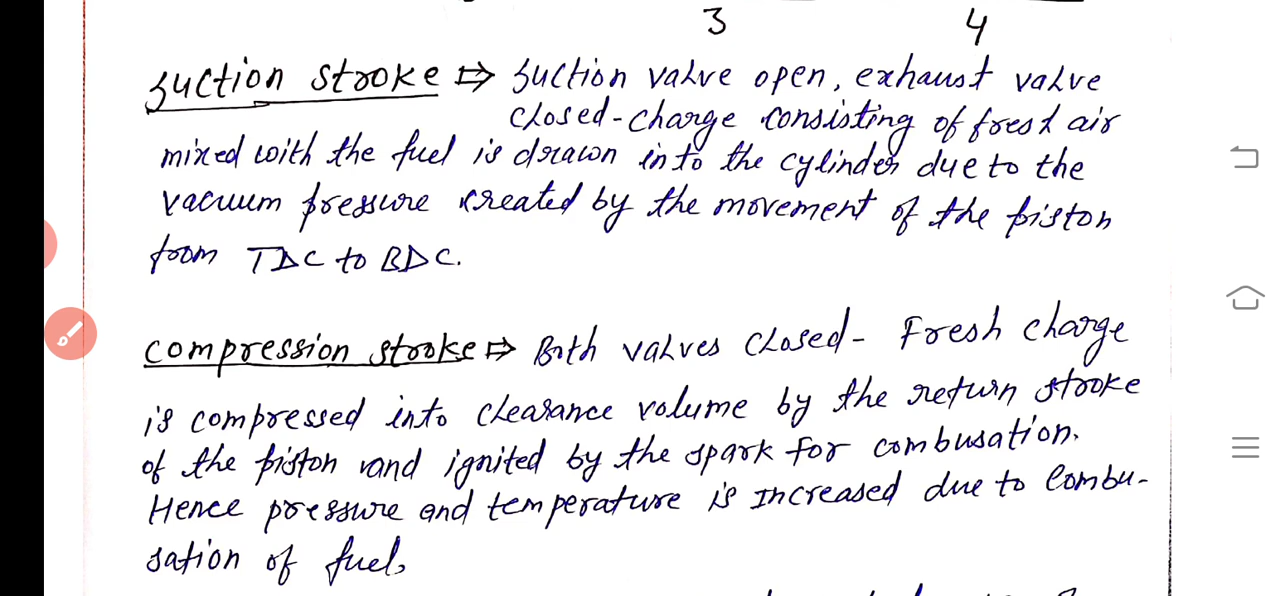 3 4
Suction stroke ⇒ Suction valve open, exhaust valve
closed - charge consisting of fresh air
mixed with the fuel is drawn into the cylinder due to the
vacuum pressure created by the movement of the piston
from TDC to BDC.
Compression stroke ⇒ Both valves closed - Fresh charge
is compressed into clearance volume by the return stroke
of the piston and ignited by the spark for combusation.
Hence pressure and temperature is increased due to combu-
sation of fuel.